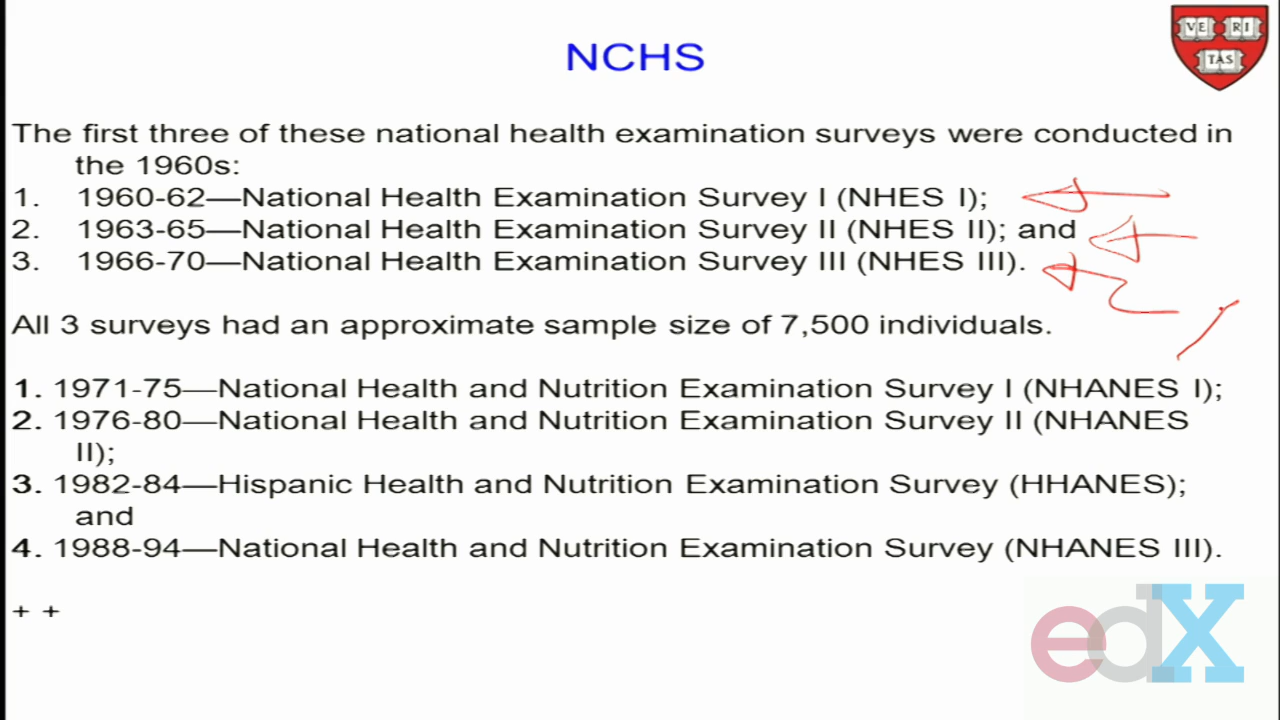 NCHS
VE RI
TAS
The first three of these national health examination surveys were conducted in
the 1960s:
1. 1960-62—National Health Examination Survey I (NHES I);
2. 1963-65—National Health Examination Survey II (NHES II); and
3. 1966-70—National Health Examination Survey III (NHES III).
All 3 surveys had an approximate sample size of 7,500 individuals.
1. 1971-75—National Health and Nutrition Examination Survey I (NHANES I);
2. 1976-80—National Health and Nutrition Examination Survey II (NHANES
II);
3. 1982-84—Hispanic Health and Nutrition Examination Survey (HHANES);
and
4. 1988-94—National Health and Nutrition Examination Survey (NHANES III).
+ +
edX